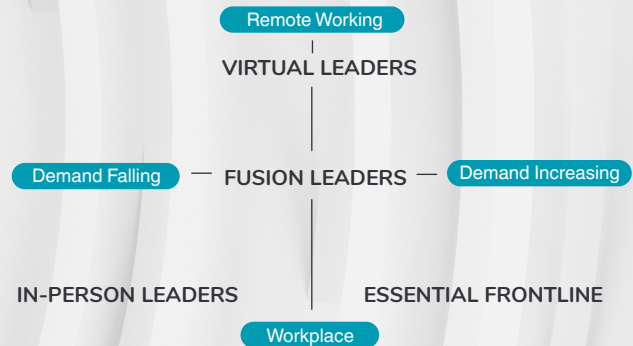 Remote Working
VIRTUAL LEADERS
Demand Falling
FUSION LEADERS
Demand Increasing
IN-PERSON LEADERS
ESSENTIAL FRONTLINE
Workplace